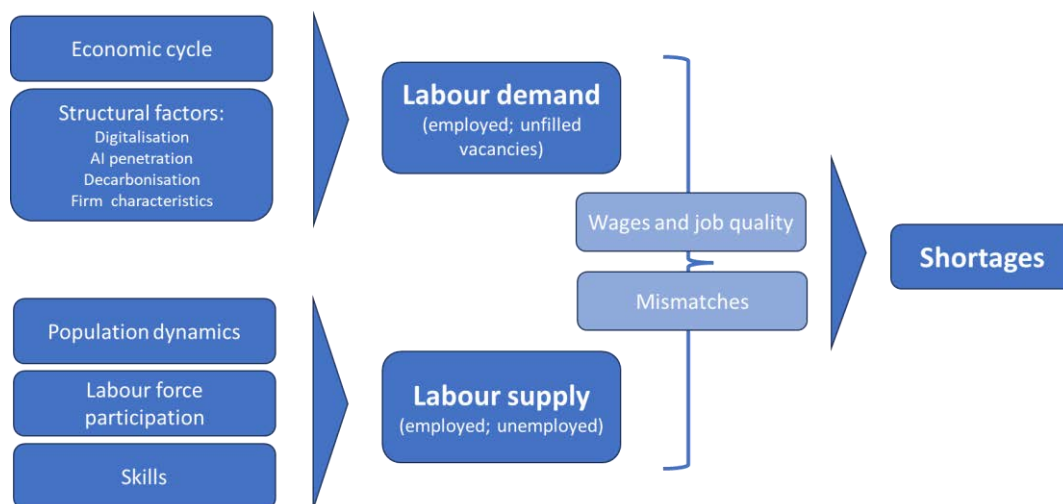 Economic cycle
Structural factors:
Digitalisation
AI penetration
Decarbonisation
Firm characteristics
Labour demand
(employed; unfilled
vacancies)
Wages and job quality
Mismatches
Shortages
Population dynamics
Labour force
participation
Skills
Labour supply
(employed; unemployed)